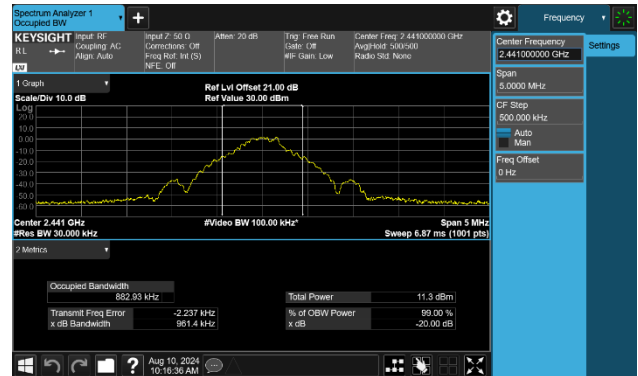 Spectrum Analyzer 1
Occupied BW
+
Frequency
KEYSIGHT
RL
LXI
Input: RF
Coupling: AC
Align: Auto
Input Z: 50 Ω
Corrections: Off
Freq Ref: Int (S)
NFE: Off
Atten: 20 dB
Trig: Free Run
Gate: Off
#IF Gain: Low
Center Freq: 2.441000000 GHz
Avg|Hold: 500/500
Radio Std: None
Center Frequency
2.441000000 GHz
Settings
Span
5.0000 MHz
CF Step
500.000 kHz
Auto
Man
Freq Offset
0 Hz
1 Graph
Scale/Div 10.0 dB
Ref Lvl Offset 21.00 dB
Ref Value 30.00 dBm
Log
20.0
10.0
0.00
-10.0
-20.0
-30.0
-40.0
-50.0
-60.0
Center 2.441 GHz
#Res BW 30.000 kHz
#Video BW 100.00 kHz*
Span 5 MHz
Sweep 6.87 ms (1001 pts)
2 Metrics
Occupied Bandwidth
882.93 kHz
Total Power 11.3 dBm
Transmit Freq Error -2.237 kHz
% of OBW Power 99.00 %
x dB Bandwidth 961.4 kHz
x dB -20.00 dB
?
Aug 10, 2024
10:16:36 AM